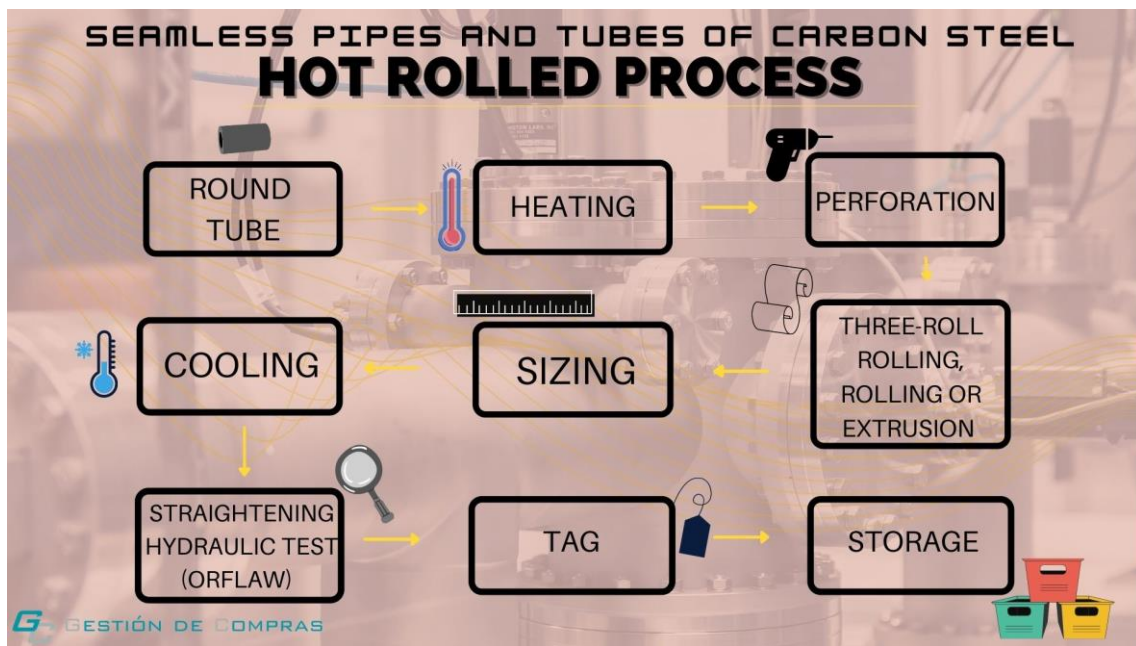 SEAMLESS PIPES AND TUBES OF CARBON STEEL
HOT ROLLED PROCESS
ROUND
TUBE
HEATING
PERFORATION
THREE-ROLL
ROLLING,
ROLLING OR
EXTRUSION
SIZING
COOLING
STRAIGHTENING
HYDRAULIC TEST
(ORFLAW)
TAG
STORAGE
GESTIÓN DE COMPRAS